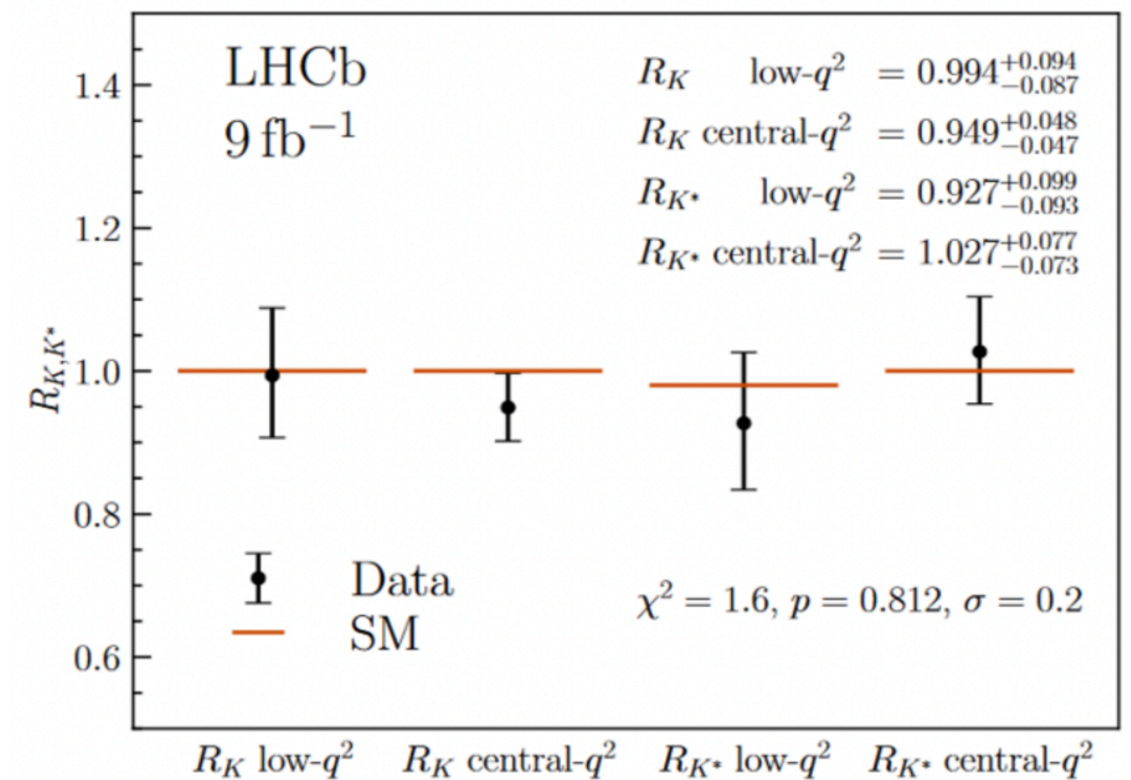 LHCb
9 fb⁻¹
R_K low-q² = 0.994^{+0.094}_{-0.087}
R_K central-q² = 0.949^{+0.048}_{-0.047}
R_{K*} low-q² = 0.927^{+0.099}_{-0.093}
R_{K*} central-q² = 1.027^{+0.077}_{-0.073}
1.4
1.2
1.0
0.8
0.6
R_{K,K*}
Data
SM
χ² = 1.6, p = 0.812, σ = 0.2
R_K low-q² R_K central-q² R_{K*} low-q² R_{K*} central-q²